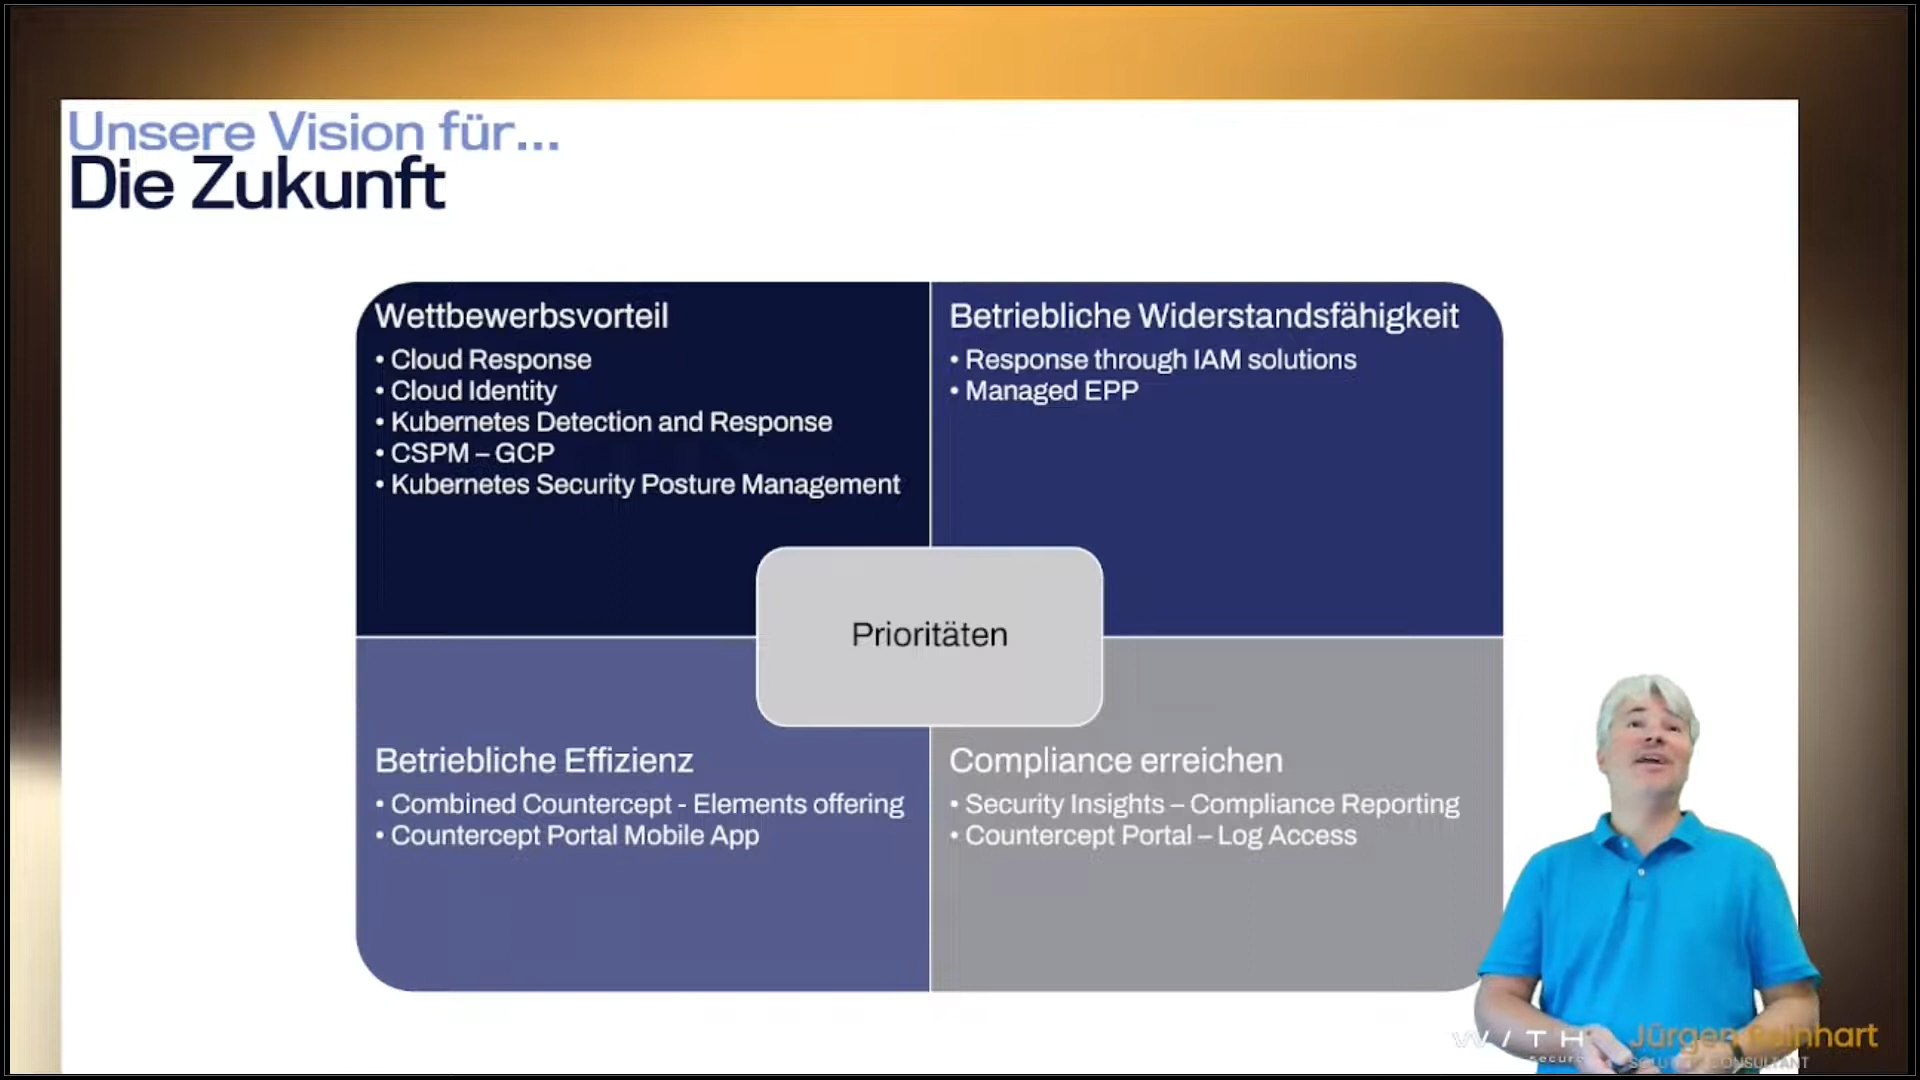 Unsere Vision für...
Die Zukunft
Wettbewerbsvorteil
• Cloud Response
• Cloud Identity
• Kubernetes Detection and Response
• CSPM – GCP
• Kubernetes Security Posture Management
Betriebliche Widerstandsfähigkeit
• Response through IAM solutions
• Managed EPP
Prioritäten
Betriebliche Effizienz
• Combined Countercept - Elements offering
• Countercept Portal Mobile App
Compliance erreichen
• Security Insights – Compliance Reporting
• Countercept Portal – Log Access
W / T H
secure
Jürgen Reinhart
SOLUTION CONSULTANT